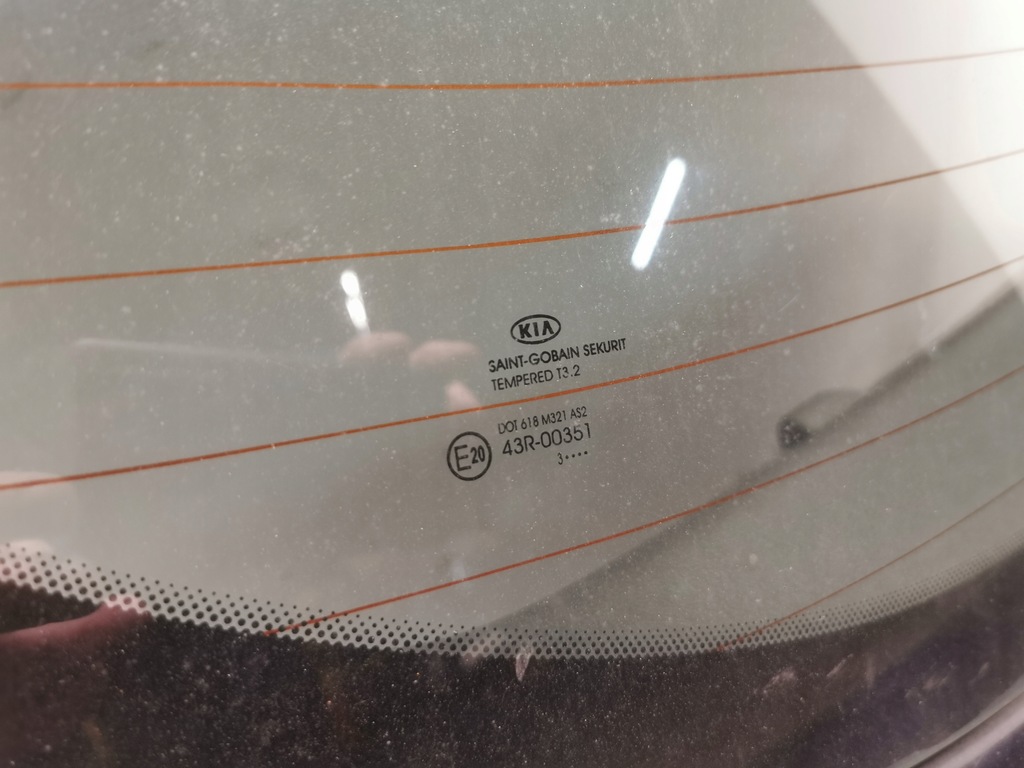 KIA
SAINT-GOBAIN SEKURIT
TEMPERED T3.2
DOT 618 M321 AS2
E20 43R-00351
3••••